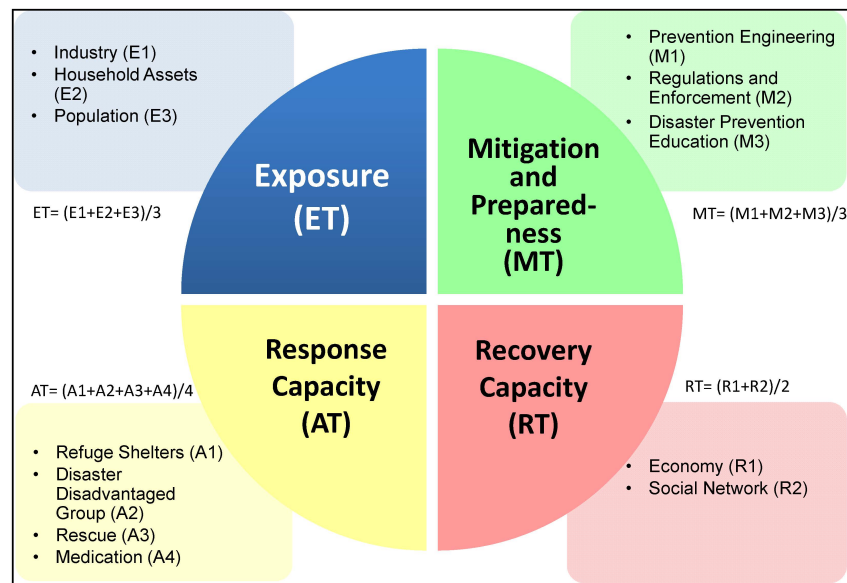 • Industry (E1)
• Household Assets
(E2)
• Population (E3)
ET= (E1+E2+E3)/3
Exposure
(ET)
• Prevention Engineering
(M1)
• Regulations and
Enforcement (M2)
• Disaster Prevention
Education (M3)
MT= (M1+M2+M3)/3
Mitigation
and
Prepared-
ness
(MT)
Response
Capacity
(AT)
AT= (A1+A2+A3+A4)/4
• Refuge Shelters (A1)
• Disaster
Disadvantaged
Group (A2)
• Rescue (A3)
• Medication (A4)
Recovery
Capacity
(RT)
RT= (R1+R2)/2
• Economy (R1)
• Social Network (R2)